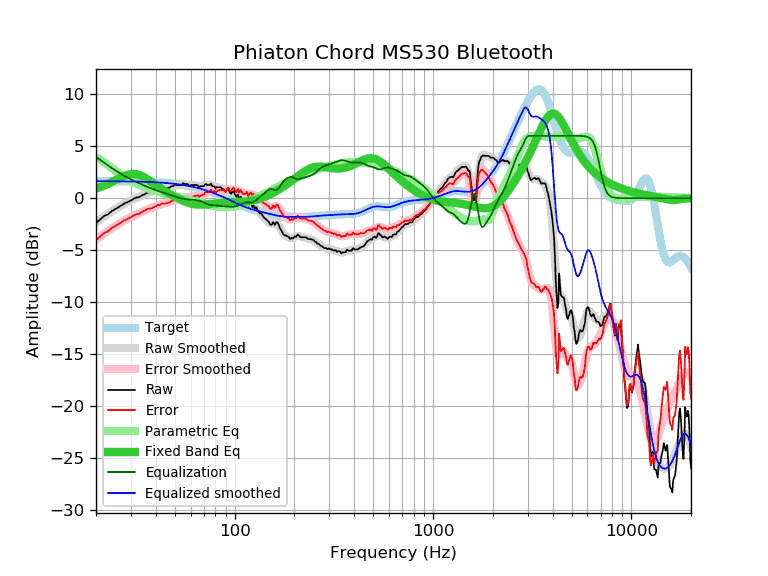 Phiaton Chord MS530 Bluetooth
Amplitude (dBr)
10
5
0
−5
−10
−15
−20
−25
−30
Target
Raw Smoothed
Error Smoothed
Raw
Error
Parametric Eq
Fixed Band Eq
Equalization
Equalized smoothed
100
1000
10000
Frequency (Hz)